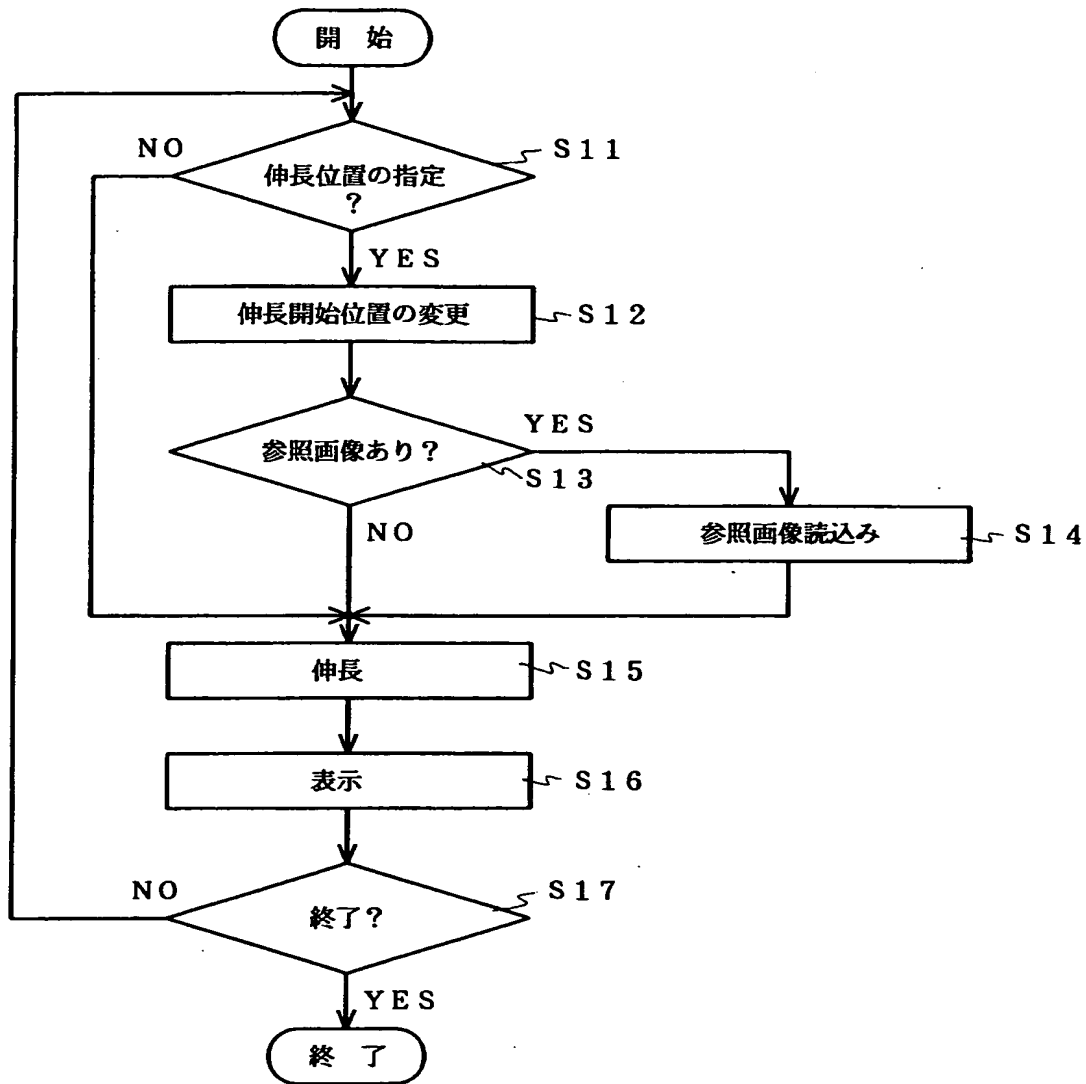 開 始
NO
S11
伸長位置の指定
?
YES
伸長開始位置の変更
S12
YES
参照画像あり?
S13
NO
参照画像読込み
S14
伸長
S15
表示
S16
NO
S17
終了?
YES
終 了